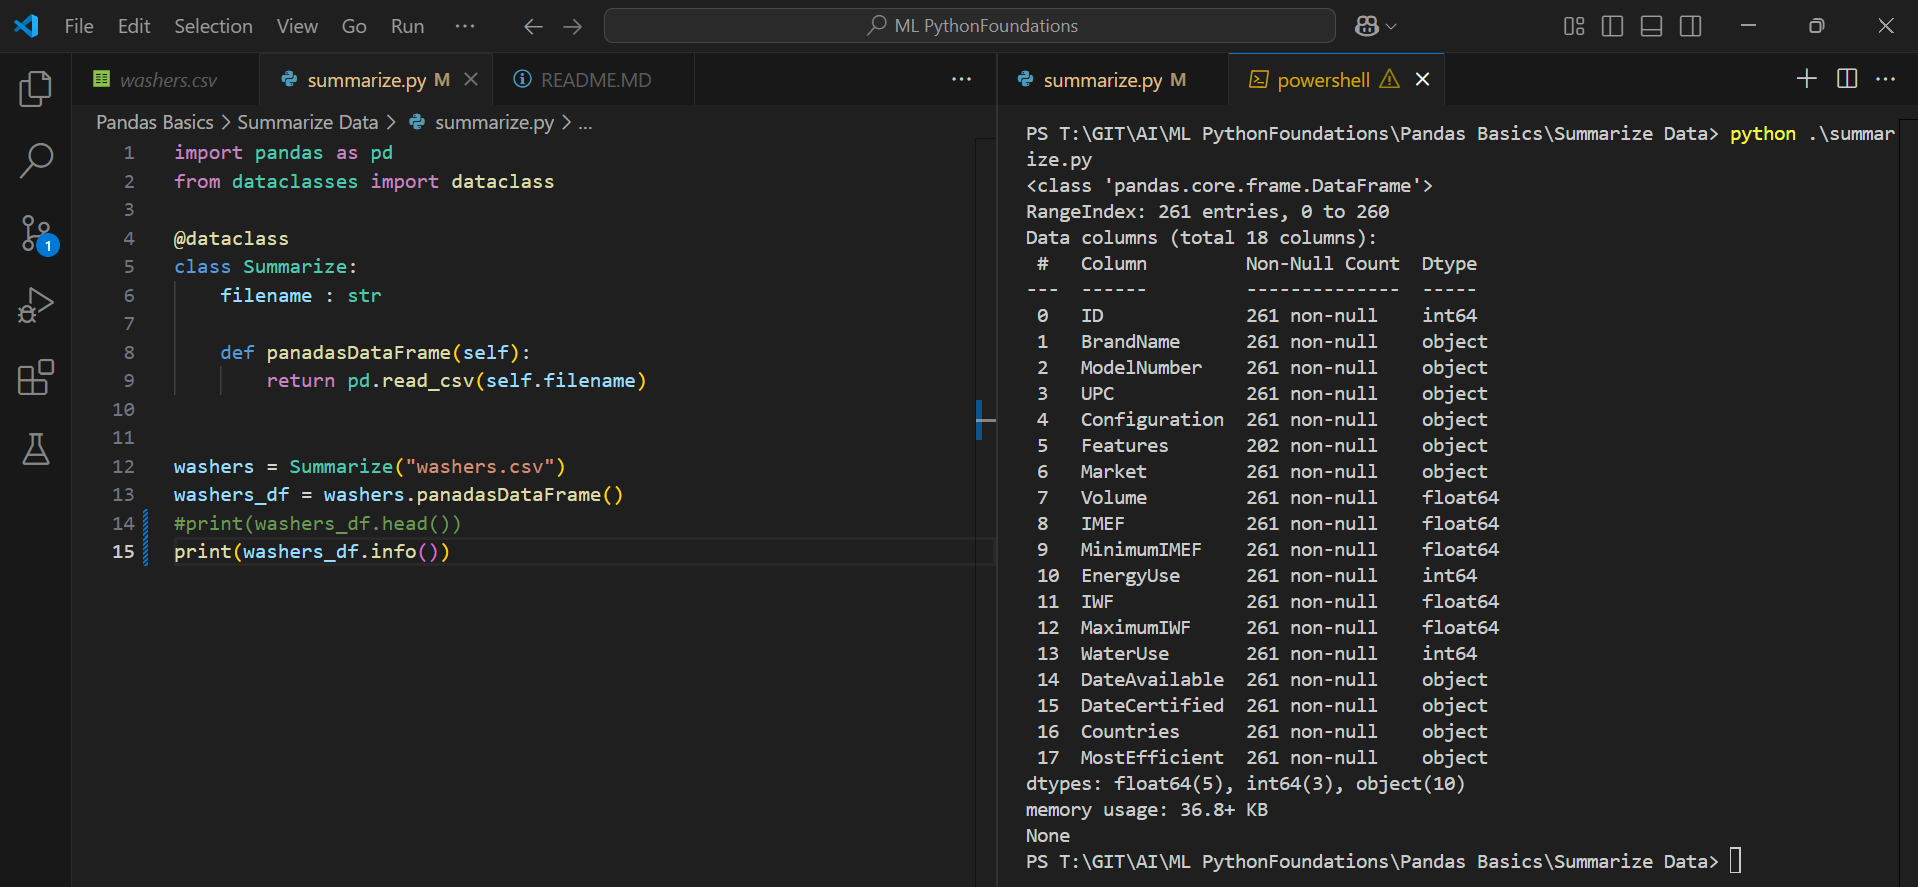 File Edit Selection View Go Run ··· ML PythonFoundations
washers.csv summarize.py M README.MD ···
Pandas Basics > Summarize Data > summarize.py > ...
1 import pandas as pd
2 from dataclasses import dataclass
3
4 @dataclass
5 class Summarize:
6 filename : str
7
8 def panadasDataFrame(self):
9 return pd.read_csv(self.filename)
10
11
12 washers = Summarize("washers.csv")
13 washers_df = washers.panadasDataFrame()
14 #print(washers_df.head())
15 print(washers_df.info())
1
summarize.py M powershell ···
PS T:\GIT\AI\ML PythonFoundations\Pandas Basics\Summarize Data> python .\summar
ize.py
<class 'pandas.core.frame.DataFrame'>
RangeIndex: 261 entries, 0 to 260
Data columns (total 18 columns):
# Column Non-Null Count Dtype
--- ------ -------------- -----
0 ID 261 non-null int64
1 BrandName 261 non-null object
2 ModelNumber 261 non-null object
3 UPC 261 non-null object
4 Configuration 261 non-null object
5 Features 202 non-null object
6 Market 261 non-null object
7 Volume 261 non-null float64
8 IMEF 261 non-null float64
9 MinimumIMEF 261 non-null float64
10 EnergyUse 261 non-null int64
11 IWF 261 non-null float64
12 MaximumIWF 261 non-null float64
13 WaterUse 261 non-null int64
14 DateAvailable 261 non-null object
15 DateCertified 261 non-null object
16 Countries 261 non-null object
17 MostEfficient 261 non-null object
dtypes: float64(5), int64(3), object(10)
memory usage: 36.8+ KB
None
PS T:\GIT\AI\ML PythonFoundations\Pandas Basics\Summarize Data>